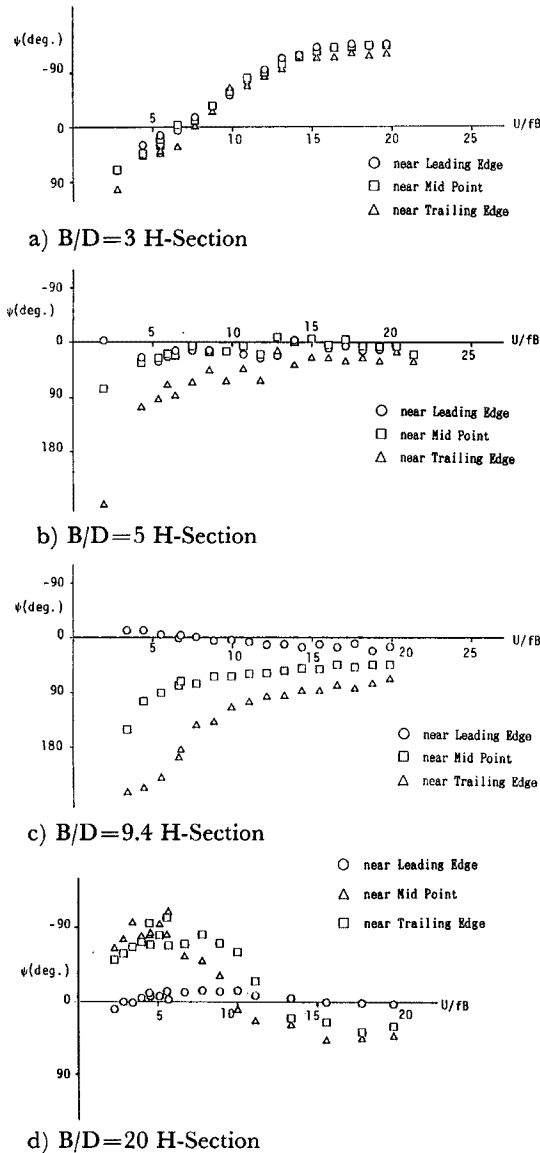 ψ(deg.)
-90
0
90
5
10
15
20
25
U/fB
○ near Leading Edge
□ near Mid Point
△ near Trailing Edge
a) B/D=3 H-Section
-90
ψ(deg.)
0
90
180
5
10
15
20
25
U/fB
○ near Leading Edge
□ near Mid Point
△ near Trailing Edge
b) B/D=5 H-Section
-90
ψ(deg.)
0
90
180
5
10
15
20
U/fB
○ near Leading Edge
□ near Mid Point
△ near Trailing Edge
c) B/D=9.4 H-Section
○ near Leading Edge
△ near Mid Point
□ near Trailing Edge
-90
ψ(deg.)
0
90
5
10
15
20
U/fB
d) B/D=20 H-Section